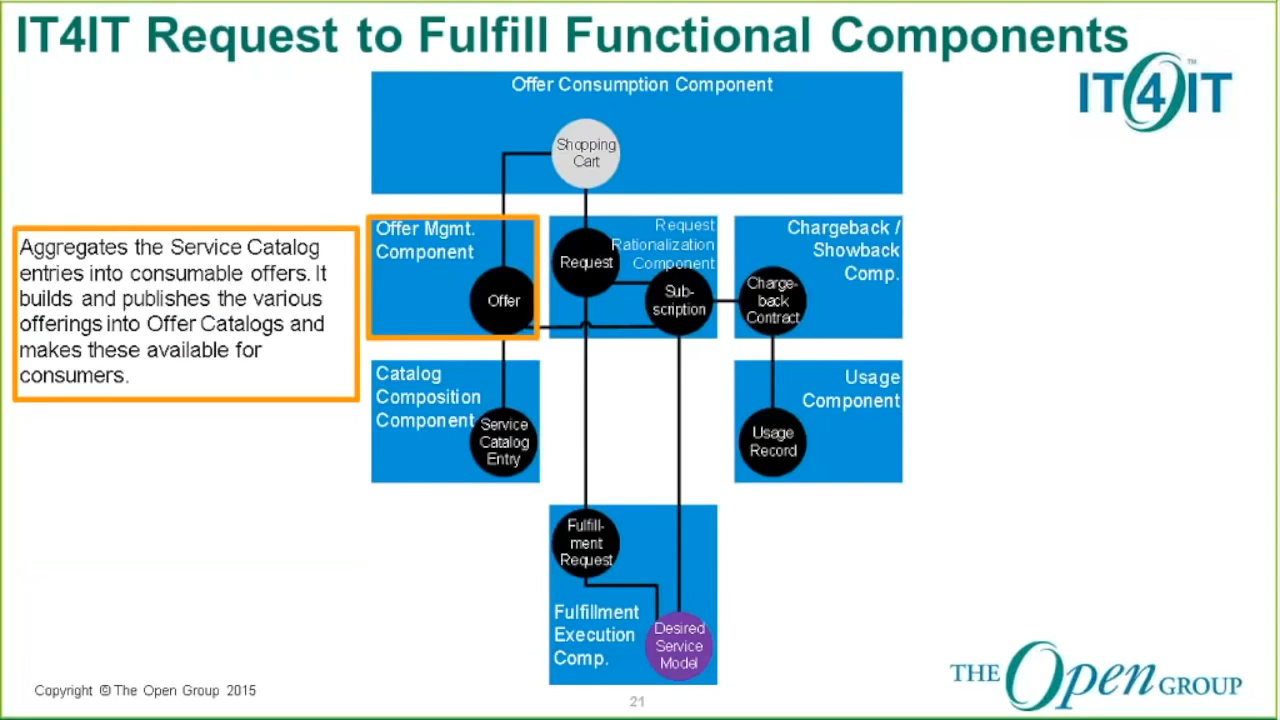 IT4IT Request to Fulfill Functional Components
IT4IT™
Offer Consumption Component
Shopping
Cart
Offer Mgmt.
Component
Offer
Request
Rationalization
Component
Request
Sub-
scription
Chargeback /
Showback
Comp.
Charge-
back
Contract
Aggregates the Service Catalog
entries into consumable offers. It
builds and publishes the various
offerings into Offer Catalogs and
makes these available for
consumers.
Catalog
Composition
Component
Service
Catalog
Entry
Usage
Component
Usage
Record
Fulfill-
ment
Request
Fulfillment
Execution
Comp.
Desired
Service
Model
Copyright © The Open Group 2015
21
THE Open GROUP